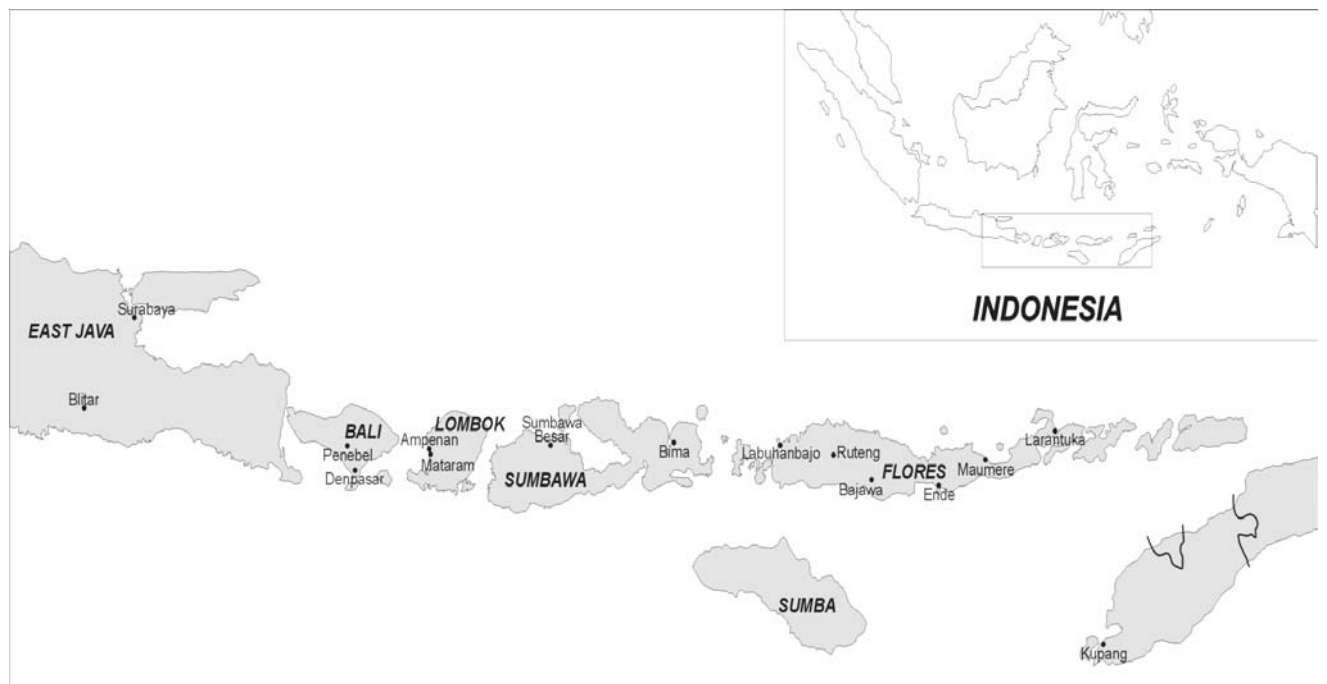 INDONESIA
Surabaya
EAST JAVA
Blitar
BALI
Penebel
Denpasar
LOMBOK
Ampenan
Mataram
Sumbawa
Besar
SUMBAWA
Bima
Labuhanbajo
Ruteng
FLORES
Bajawa
Ende
Maumere
Larantuka
SUMBA
Kupang